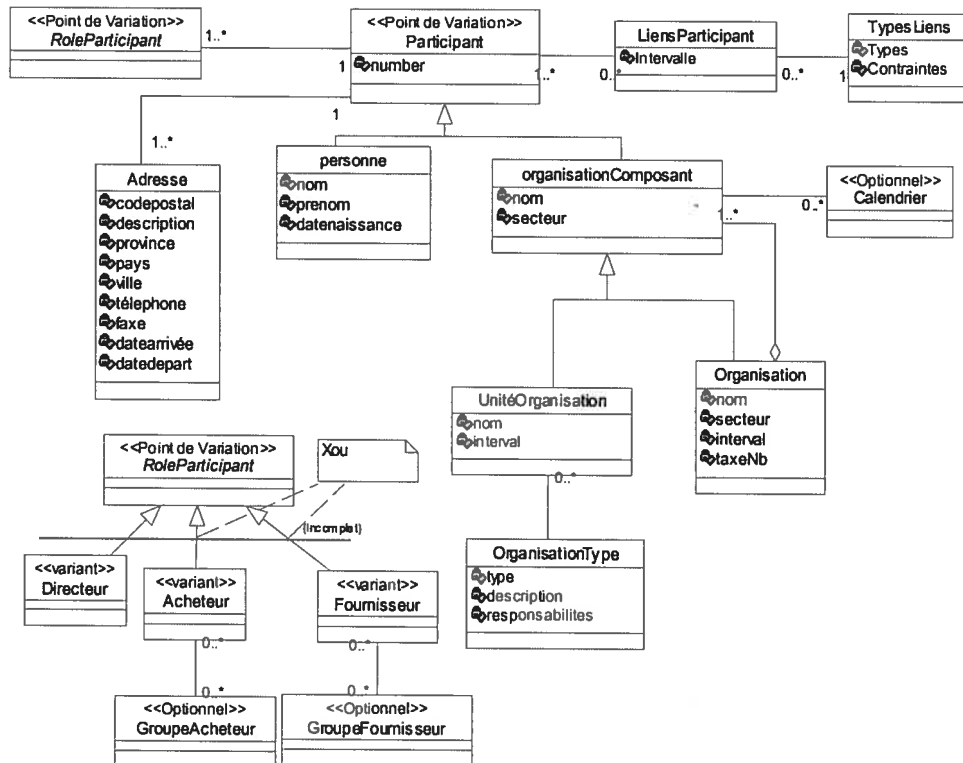 <<Point de Variation>>
RoleParticipant
1..*
<<Point de Variation>>
Participant
number
1
1
1..*
0..*
LiensParticipant
Intervalle
0..*
1
TypesLiens
Types
Contraintes
1..*
Adresse
codepostal
description
province
pays
ville
télephone
faxe
datearrivée
datedepart
personne
nom
prenom
datenaissance
organisationComposant
nom
secteur
1..*
0..*
<<Optionnel>>
Calendrier
UnitéOrganisation
nom
interval
0..*
Organisation
nom
secteur
interval
taxeNb
OrganisationType
type
description
responsabilites
<<Point de Variation>>
RoleParticipant
Xou
{Incomplet}
<<variant>>
Directeur
<<variant>>
Acheteur
<<variant>>
Fournisseur
0..*
0..*
0..*
0..*
<<Optionnel>>
GroupeAcheteur
<<Optionnel>>
GroupeFournisseur